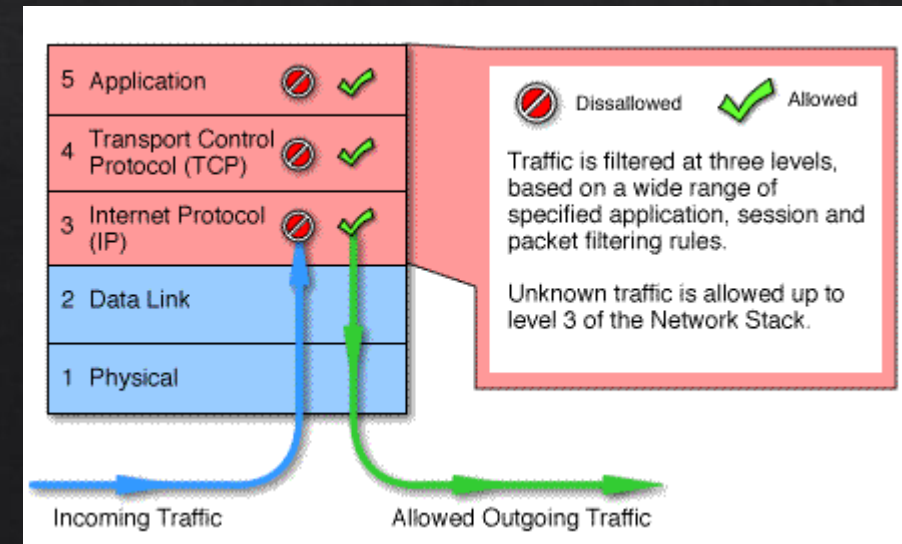 5 Application
4 Transport Control
Protocol (TCP)
3 Internet Protocol
(IP)
2 Data Link
1 Physical
Incoming Traffic
Allowed Outgoing Traffic
Dissallowed
Allowed
Traffic is filtered at three levels,
based on a wide range of
specified application, session and
packet filtering rules.
Unknown traffic is allowed up to
level 3 of the Network Stack.